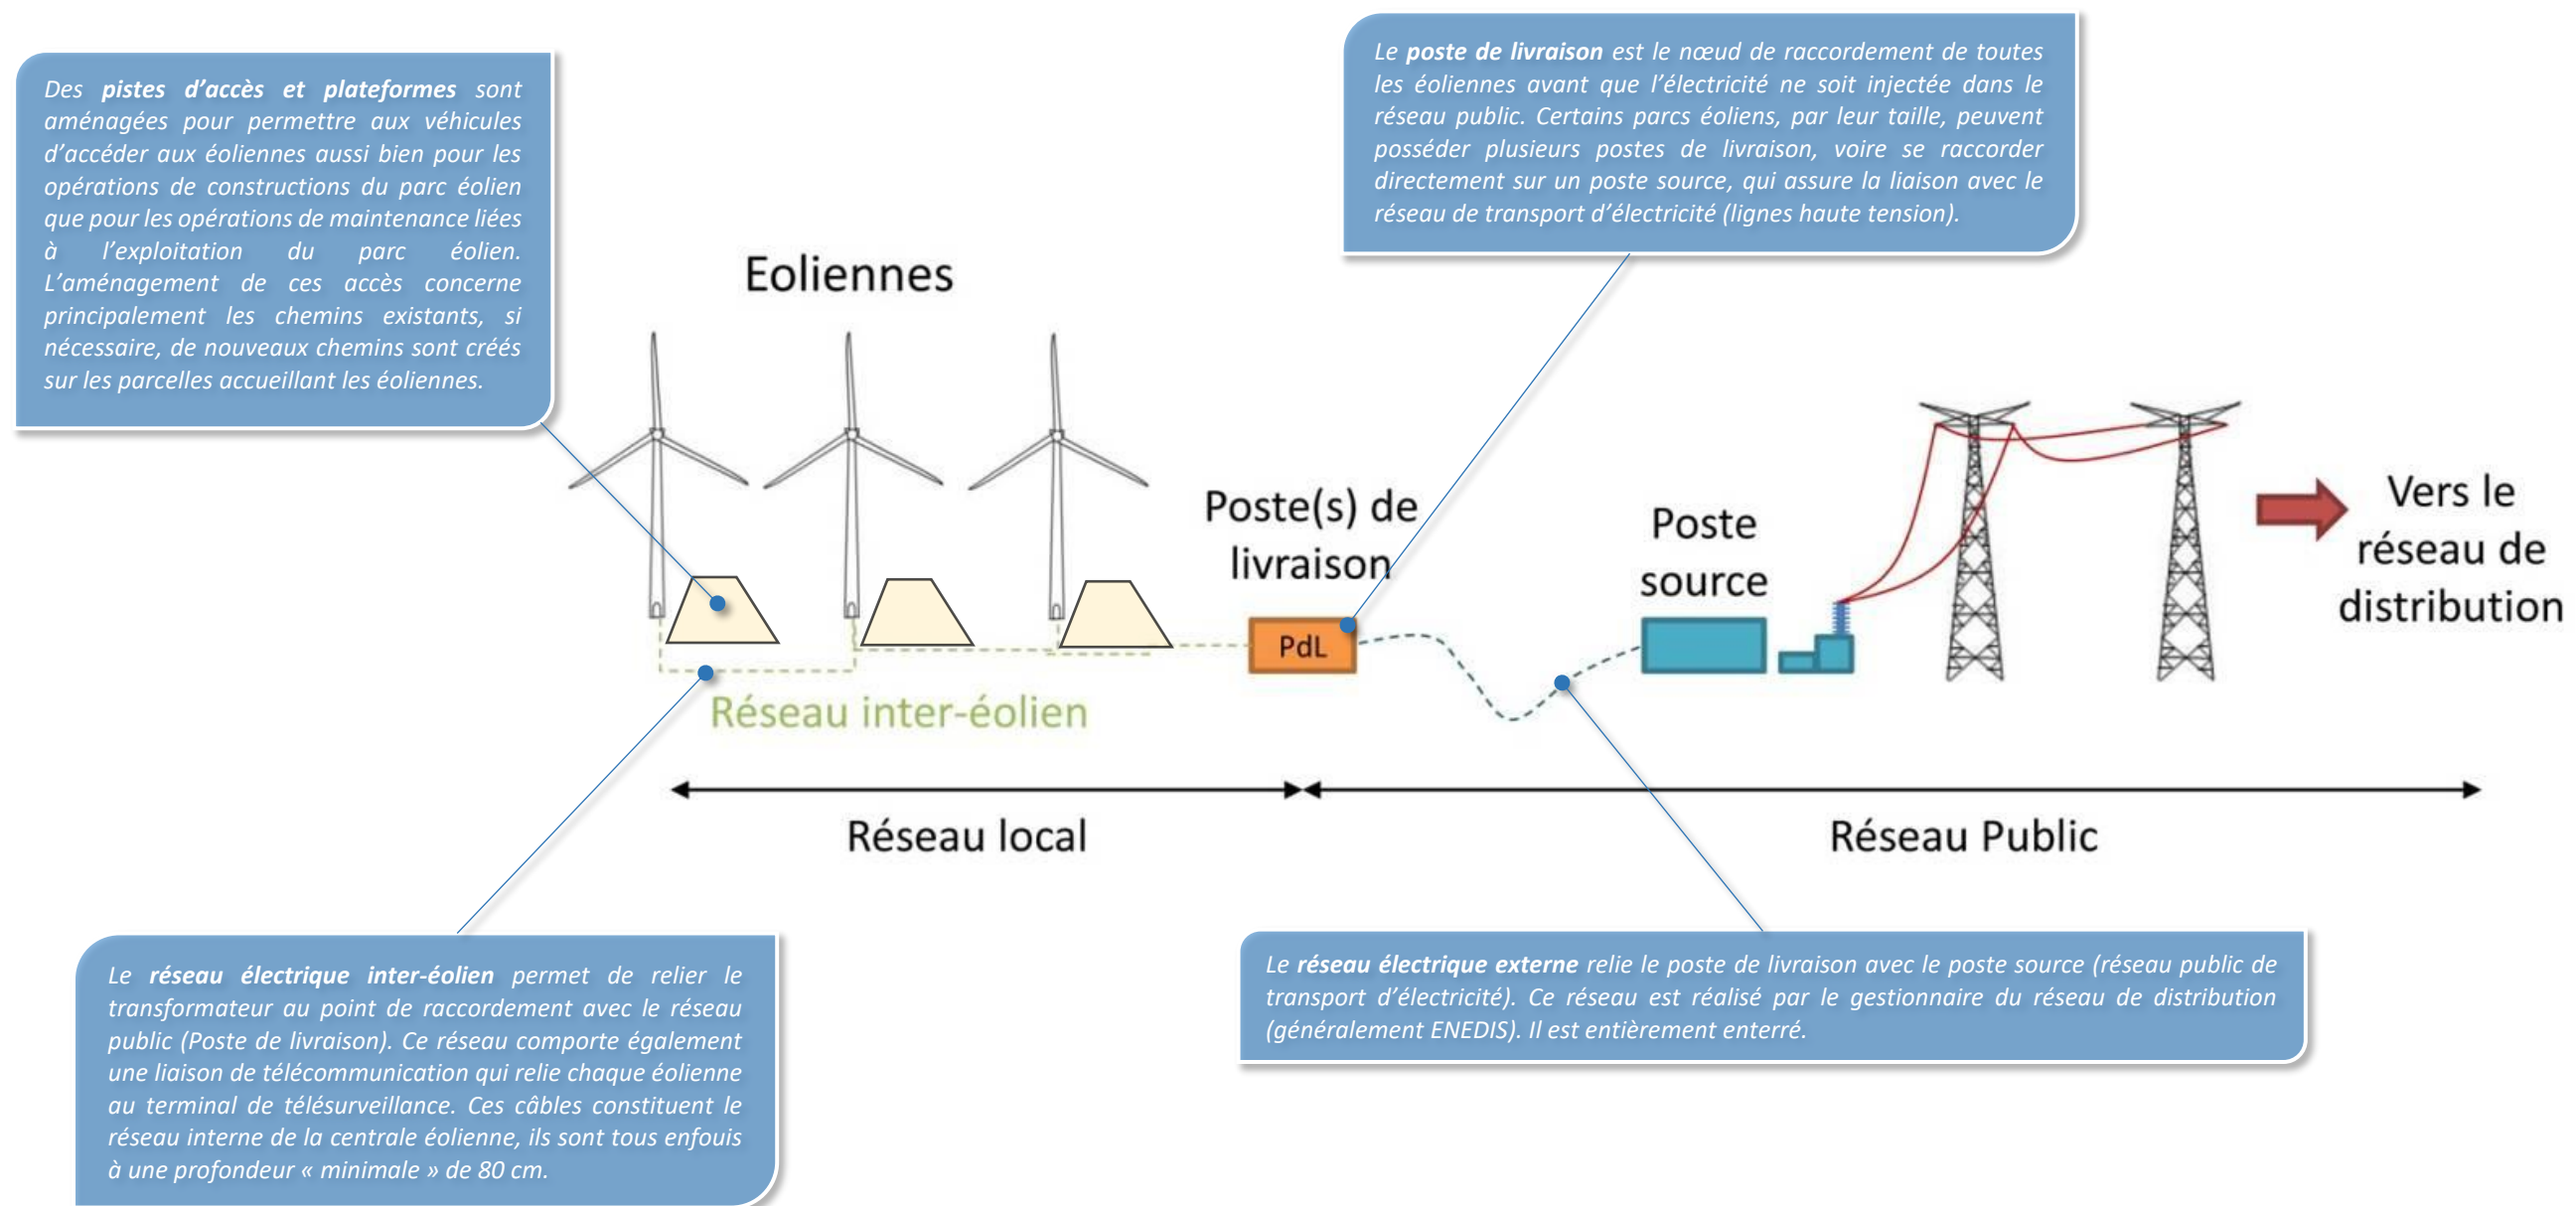 Des pistes d'accès et plateformes sont
aménagées pour permettre aux véhicules
d'accéder aux éoliennes aussi bien pour les
opérations de constructions du parc éolien
que pour les opérations de maintenance liées
à l'exploitation du parc éolien.
L'aménagement de ces accès concerne
principalement les chemins existants, si
nécessaire, de nouveaux chemins sont créés
sur les parcelles accueillant les éoliennes.
Le poste de livraison est le nœud de raccordement de toutes
les éoliennes avant que l'électricité ne soit injectée dans le
réseau public. Certains parcs éoliens, par leur taille, peuvent
posséder plusieurs postes de livraison, voire se raccorder
directement sur un poste source, qui assure la liaison avec le
réseau de transport d'électricité (lignes haute tension).
Eoliennes
Poste(s) de
livraison
PdL
Poste
source
Vers le
réseau de
distribution
Réseau inter-éolien
Réseau local
Réseau Public
Le réseau électrique inter-éolien permet de relier le
transformateur au point de raccordement avec le réseau
public (Poste de livraison). Ce réseau comporte également
une liaison de télécommunication qui relie chaque éolienne
au terminal de télésurveillance. Ces câbles constituent le
réseau interne de la centrale éolienne, ils sont tous enfouis
à une profondeur « minimale » de 80 cm.
Le réseau électrique externe relie le poste de livraison avec le poste source (réseau public de
transport d'électricité). Ce réseau est réalisé par le gestionnaire du réseau de distribution
(généralement ENEDIS). Il est entièrement enterré.